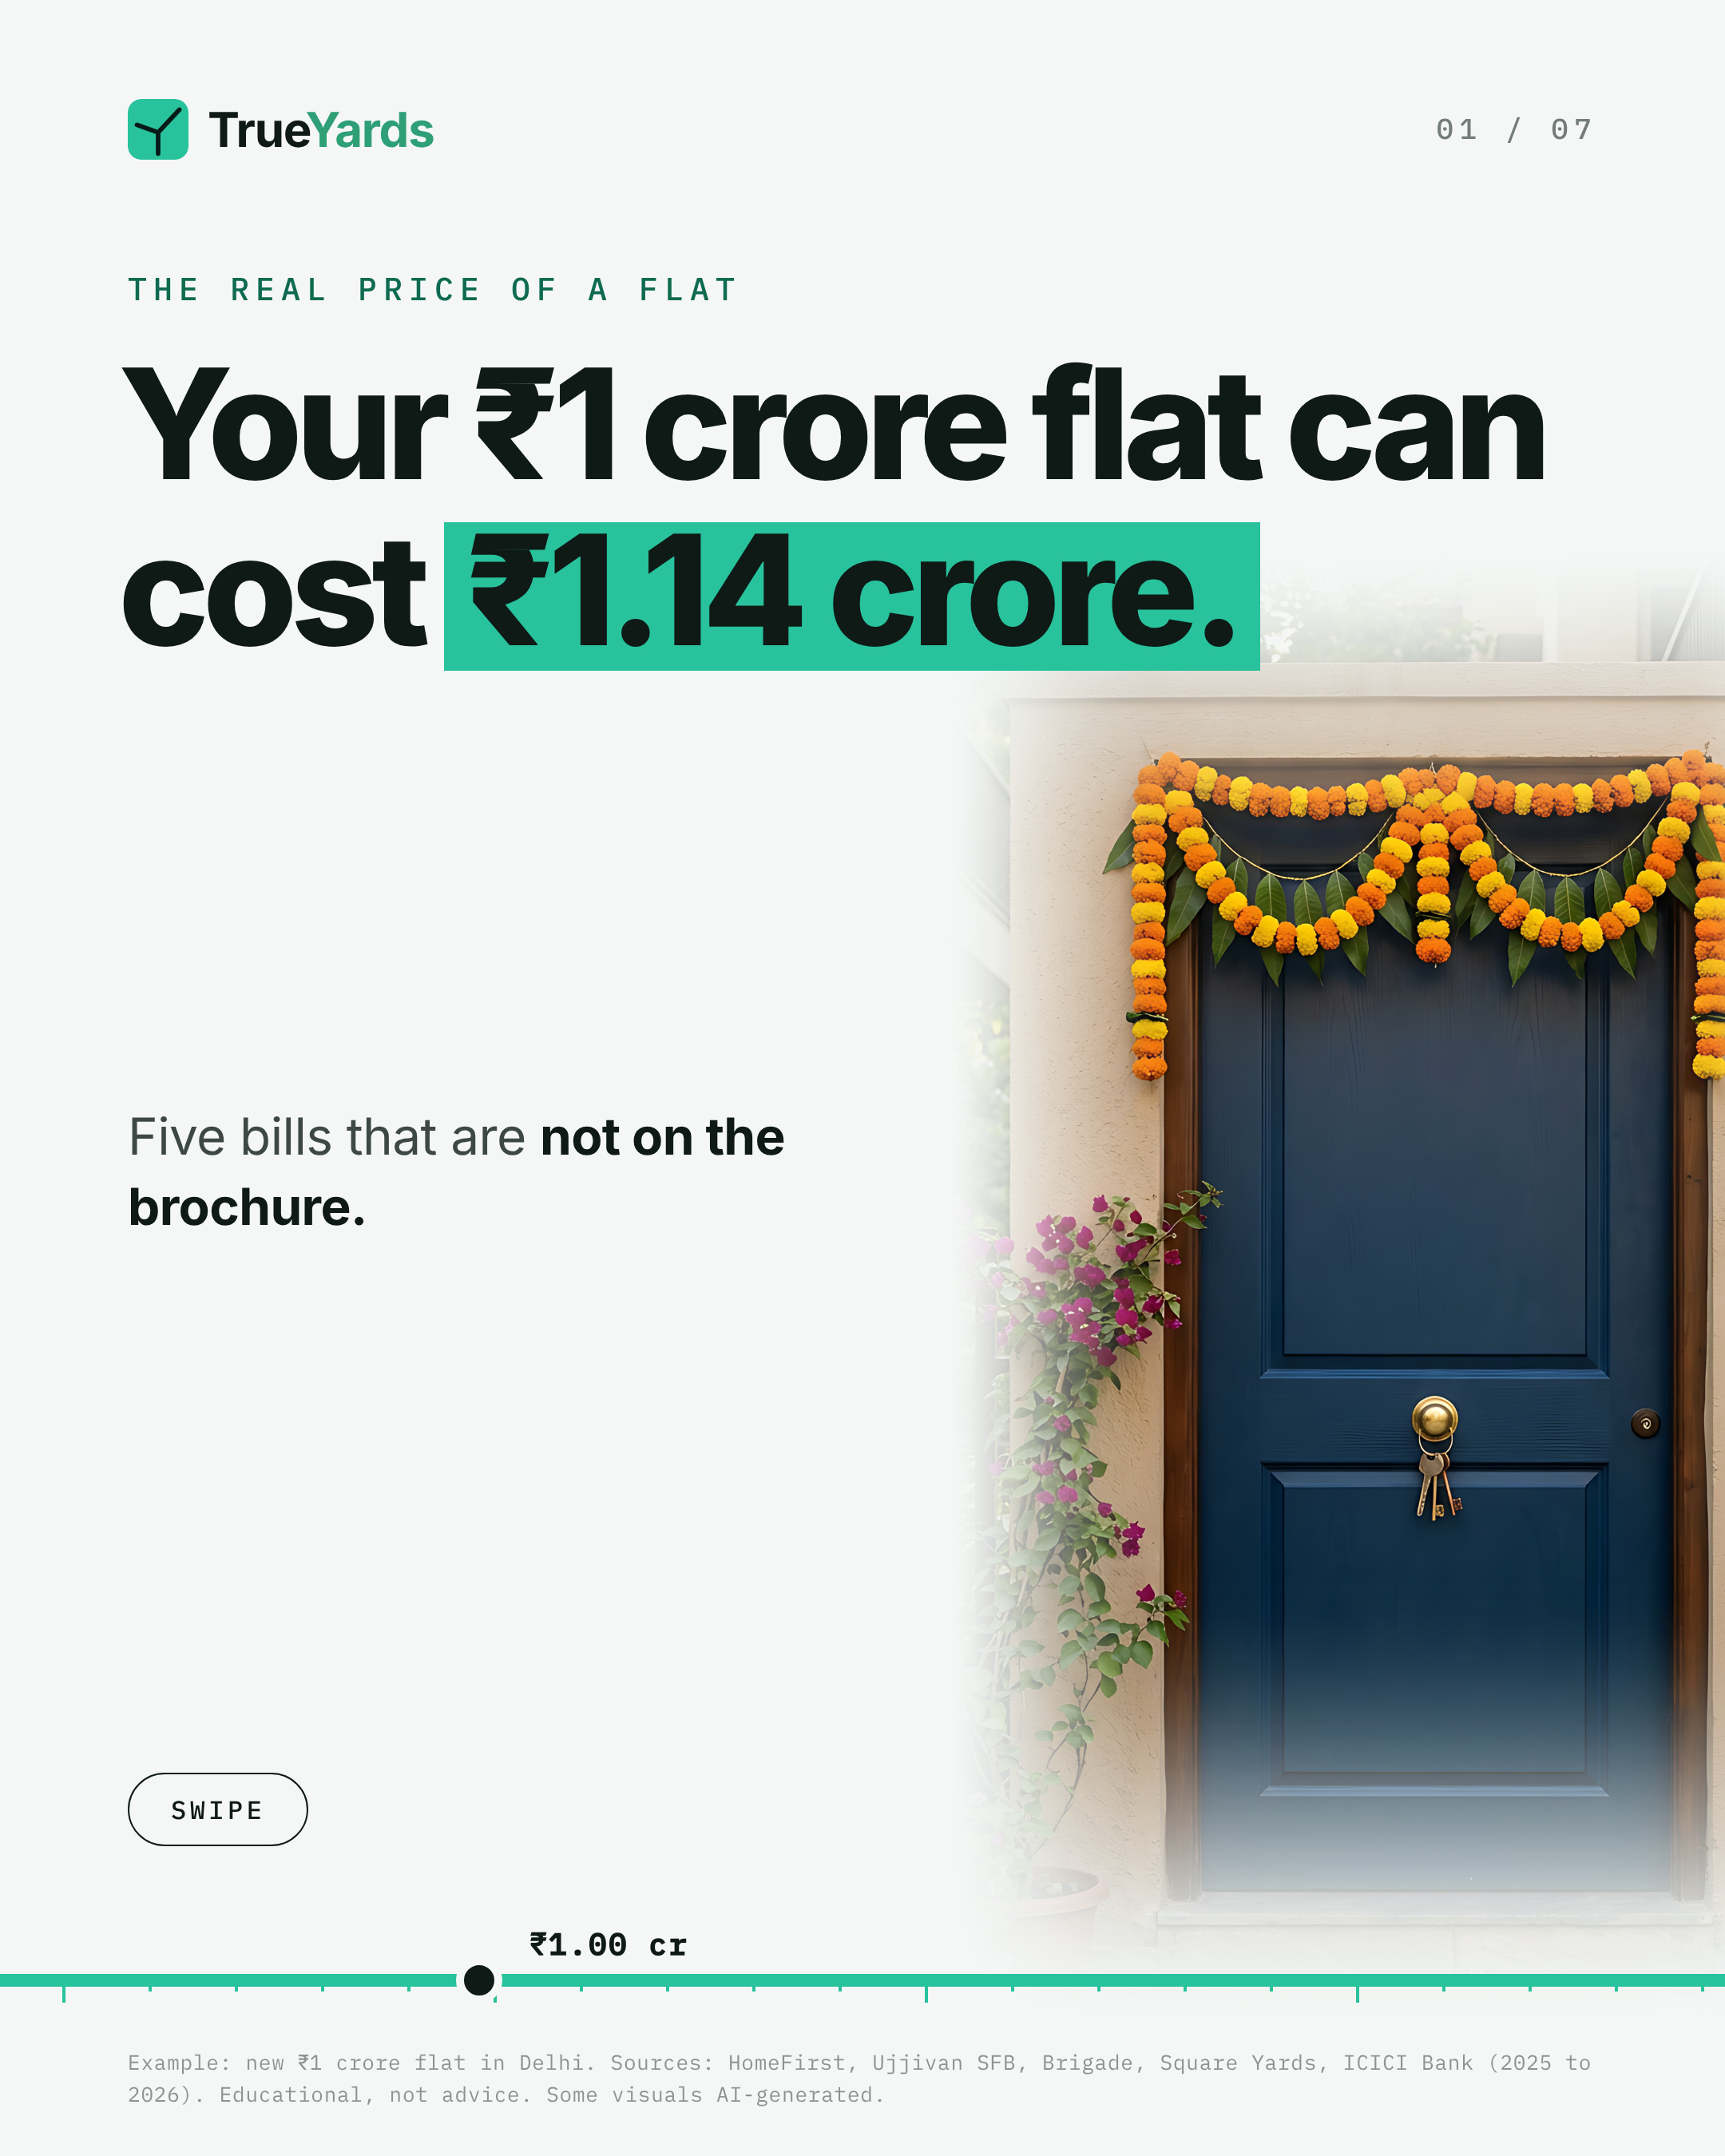 TrueYards
01 / 07
THE REAL PRICE OF A FLAT
Your ₹1 crore flat can
cost ₹1.14 crore.
Five bills that are not on the
brochure.
SWIPE
₹1.00 cr
Example: new ₹1 crore flat in Delhi. Sources: HomeFirst, Ujjivan SFB, Brigade, Square Yards, ICICI Bank (2025 to
2026). Educational, not advice. Some visuals AI-generated.